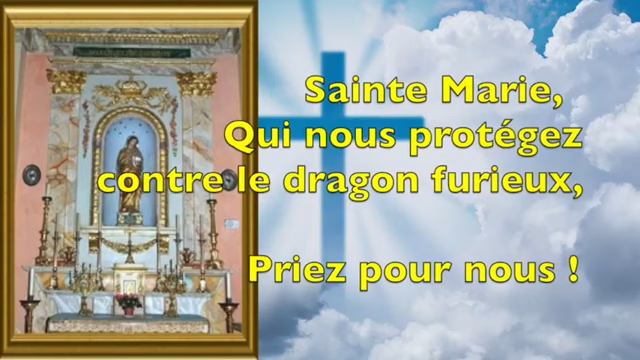 Sainte Marie,
Qui nous protégez
contre le dragon furieux,
Priez pour nous !